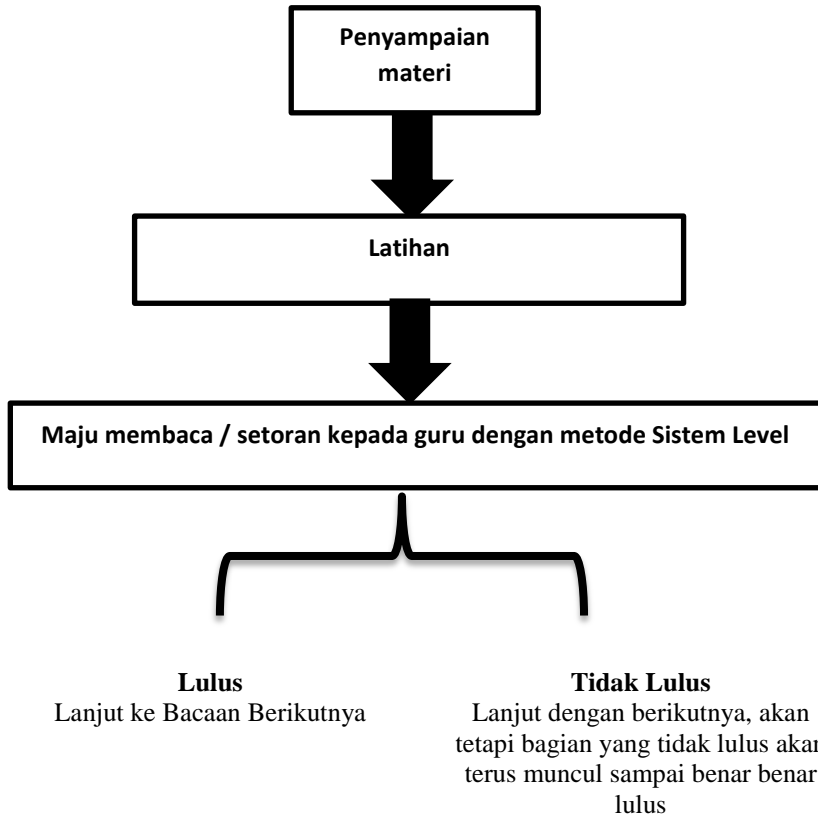 Penyampaian
materi
Latihan
Maju membaca / setoran kepada guru dengan metode Sistem Level
Lulus
Lanjut ke Bacaan Berikutnya
Tidak Lulus
Lanjut dengan berikutnya, akan
tetapi bagian yang tidak lulus akan
terus muncul sampai benar benar
lulus